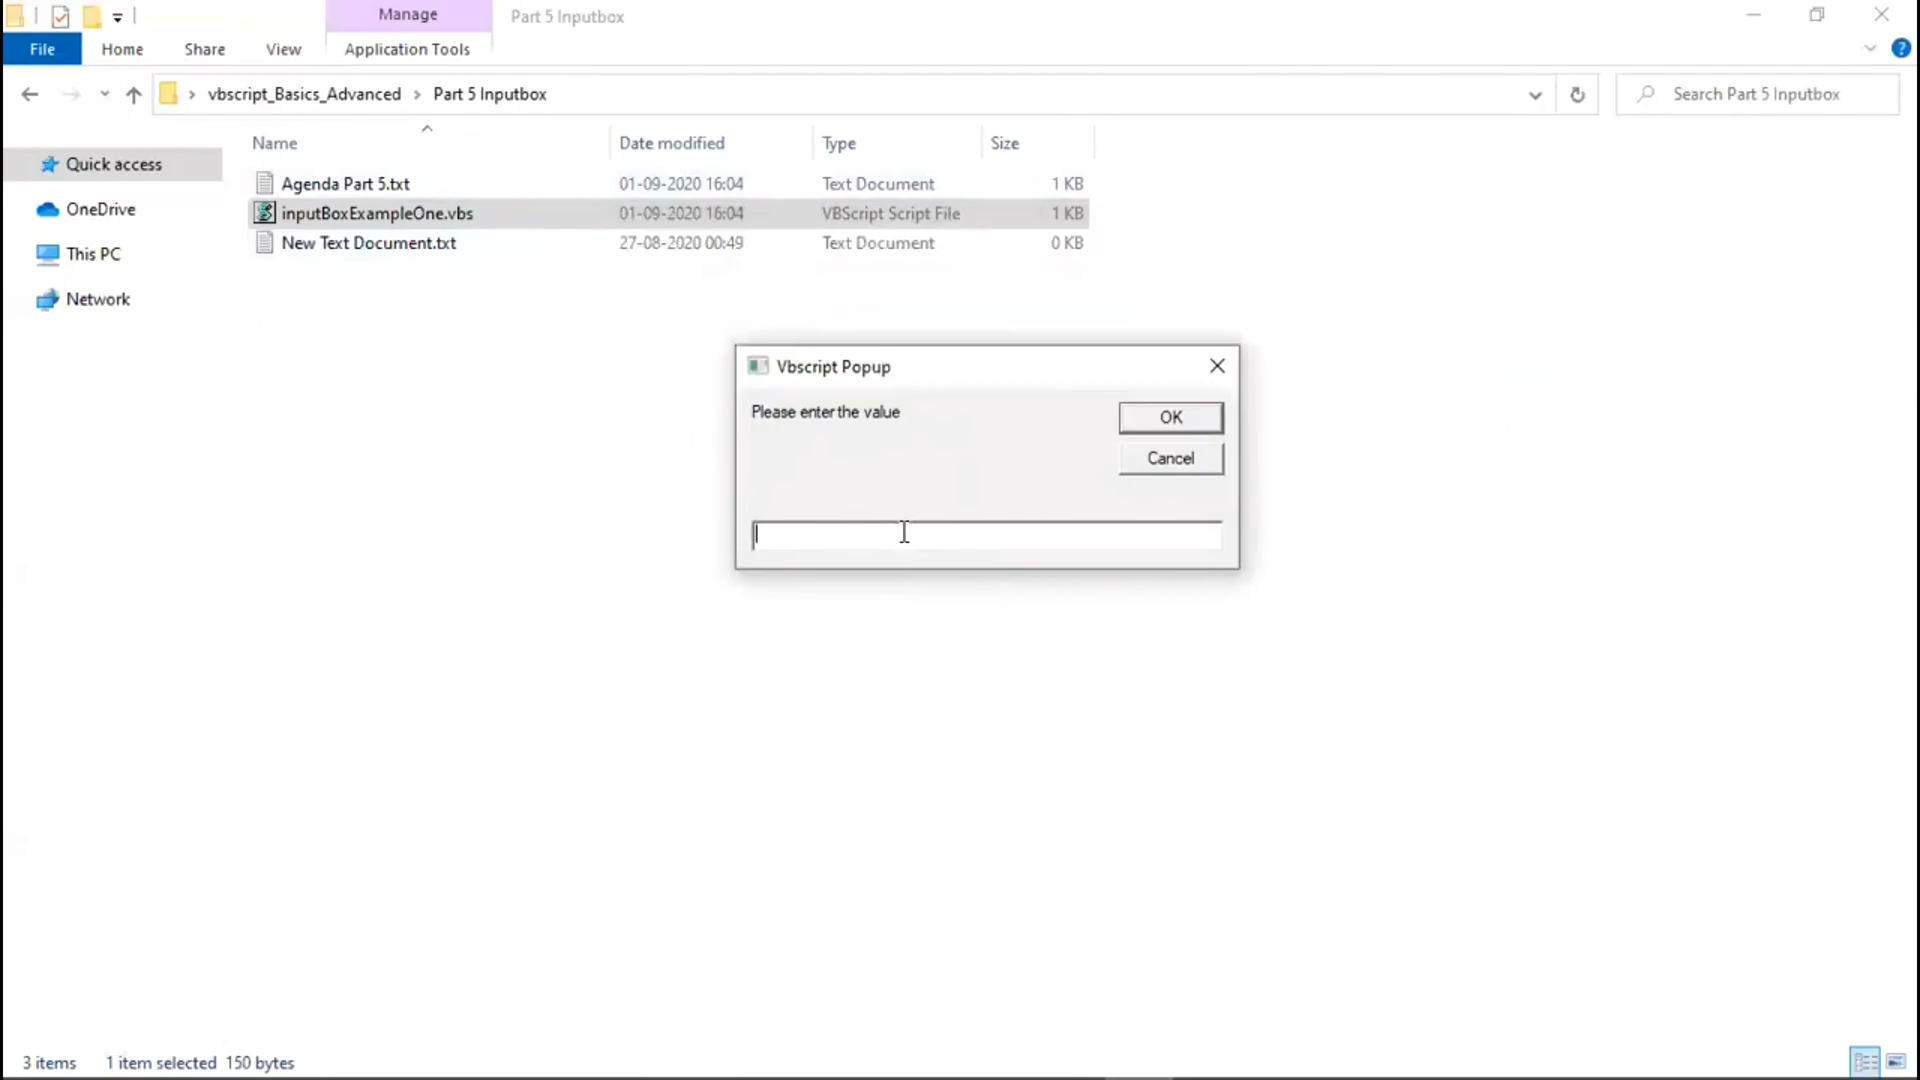 Manage
Part 5 Inputbox
File
Home
Share
View
Application Tools
?
vbscript_Basics_Advanced > Part 5 Inputbox
Search Part 5 Inputbox
Name
Date modified
Type
Size
Agenda Part 5.txt
01-09-2020 16:04
Text Document
1 KB
inputBoxExampleOne.vbs
01-09-2020 16:04
VBScript Script File
1 KB
New Text Document.txt
27-08-2020 00:49
Text Document
0 KB
Quick access
OneDrive
This PC
Network
Vbscript Popup
Please enter the value
OK
Cancel
3 items
1 item selected 150 bytes